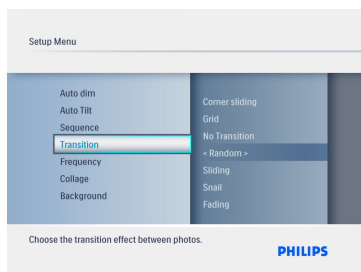 Setup Menu
Auto dim
Auto Tilt
Sequence
Transition
Frequency
Collage
Background
Corner sliding
Grid
No Transition
< Random >
Sliding
Snail
Fading
Choose the transition effect between photos.
PHILIPS